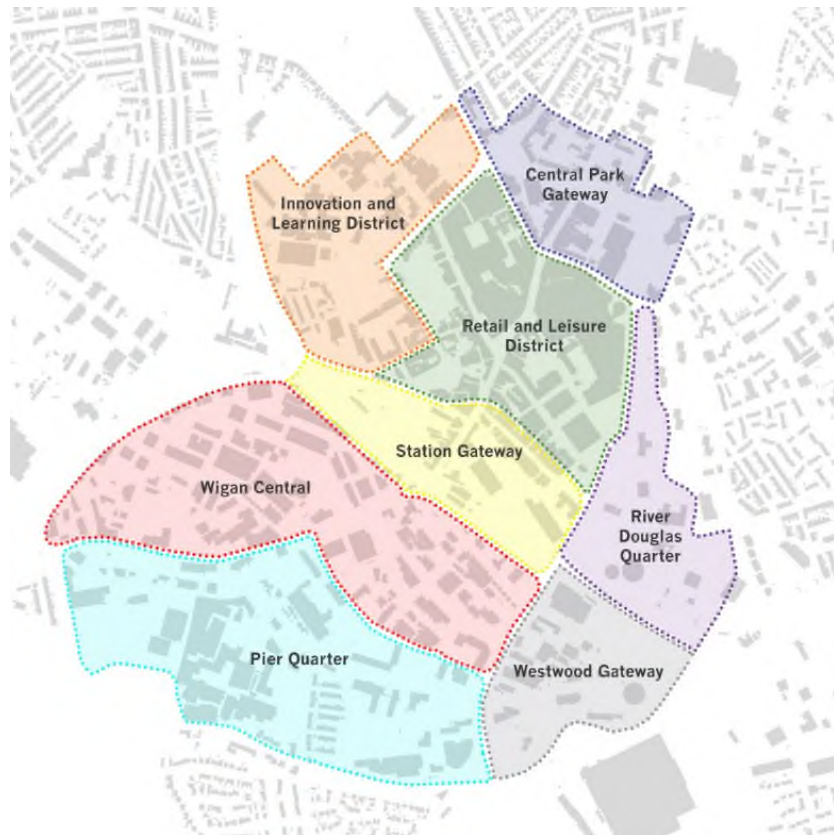 Central Park
Gateway
Innovation and
Learning District
Retail and Leisure
District
Station Gateway
Wigan Central
River
Douglas
Quarter
Pier Quarter
Westwood Gateway